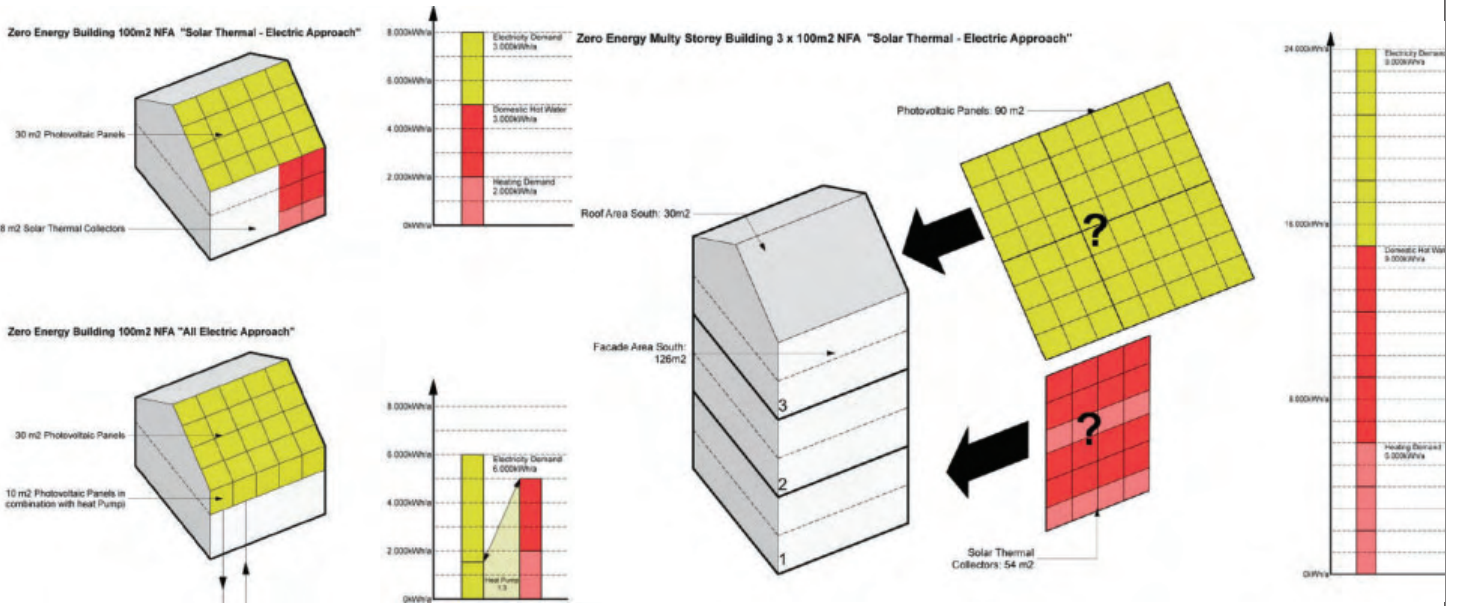 Zero Energy Building 100m2 NFA "Solar Thermal - Electric Approach"
30 m2 Photovoltaic Panels
8 m2 Solar Thermal Collectors
8.000kWh/a
6.000kWh/a
4.000kWh/a
2.000kWh/a
0kWh/a
Electricity Demand
3.000kWh/a
Domestic Hot Water
3.000kWh/a
Heating Demand
2.000kWh/a
Zero Energy Building 100m2 NFA "All Electric Approach"
30 m2 Photovoltaic Panels
10 m2 Photovoltaic Panels in
combination with heat Pump)
8.000kWh/a
6.000kWh/a
4.000kWh/a
2.000kWh/a
0kWh/a
Electricity Demand
6.000kWh/a
Heat Pump
Zero Energy Multy Storey Building 3 x 100m2 NFA "Solar Thermal - Electric Approach"
Photovoltaic Panels: 90 m2
Roof Area South: 30m2
?
Facade Area South:
126m2
3
2
1
?
Solar Thermal
Collectors: 54 m2
24.000kWh/a
16.000kWh/a
8.000kWh/a
0kWh/a
Electricity Demand
9.000kWh/a
Domestic Hot Wat
9.000kWh/a
Heating Demand